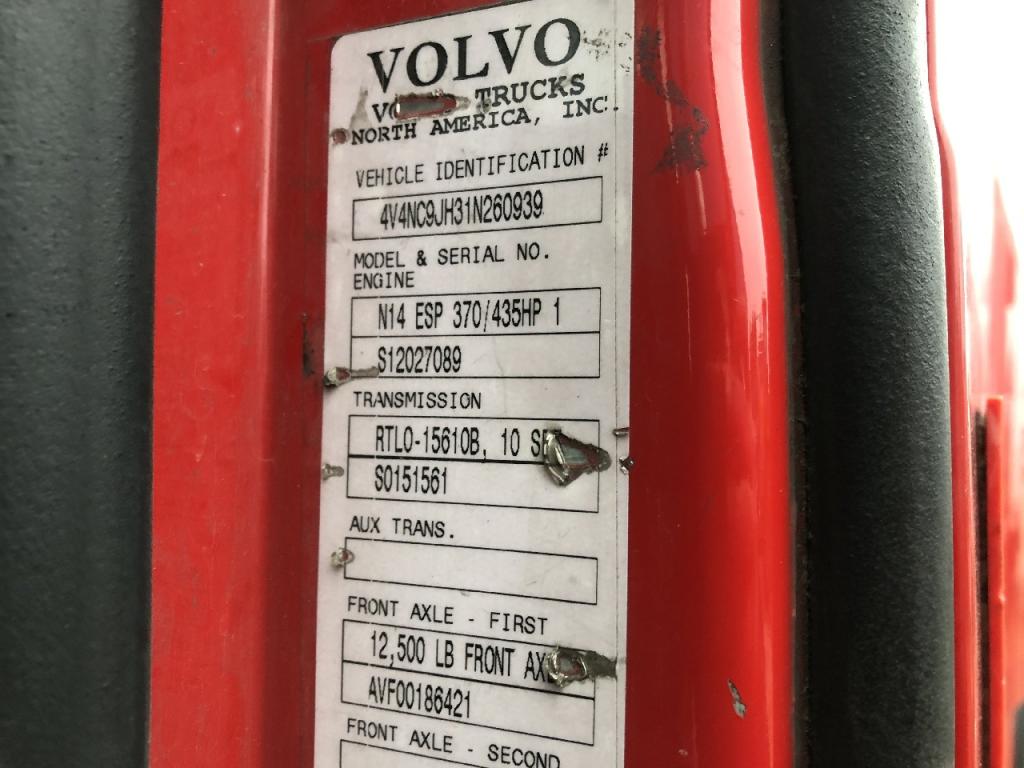 VOLVO
TRUCKS
NORTH AMERICA, INC.
VEHICLE IDENTIFICATION #
4V4NC9JH31N260939
MODEL & SERIAL NO.
ENGINE
N14 ESP 370/435HP 1
S12027089
TRANSMISSION
RTLO-15610B, 10
S0151561
AUX TRANS.
FRONT AXLE - FIRST
12,500 LB FRONT
AVF00186421
FRONT AXLE - SECOND